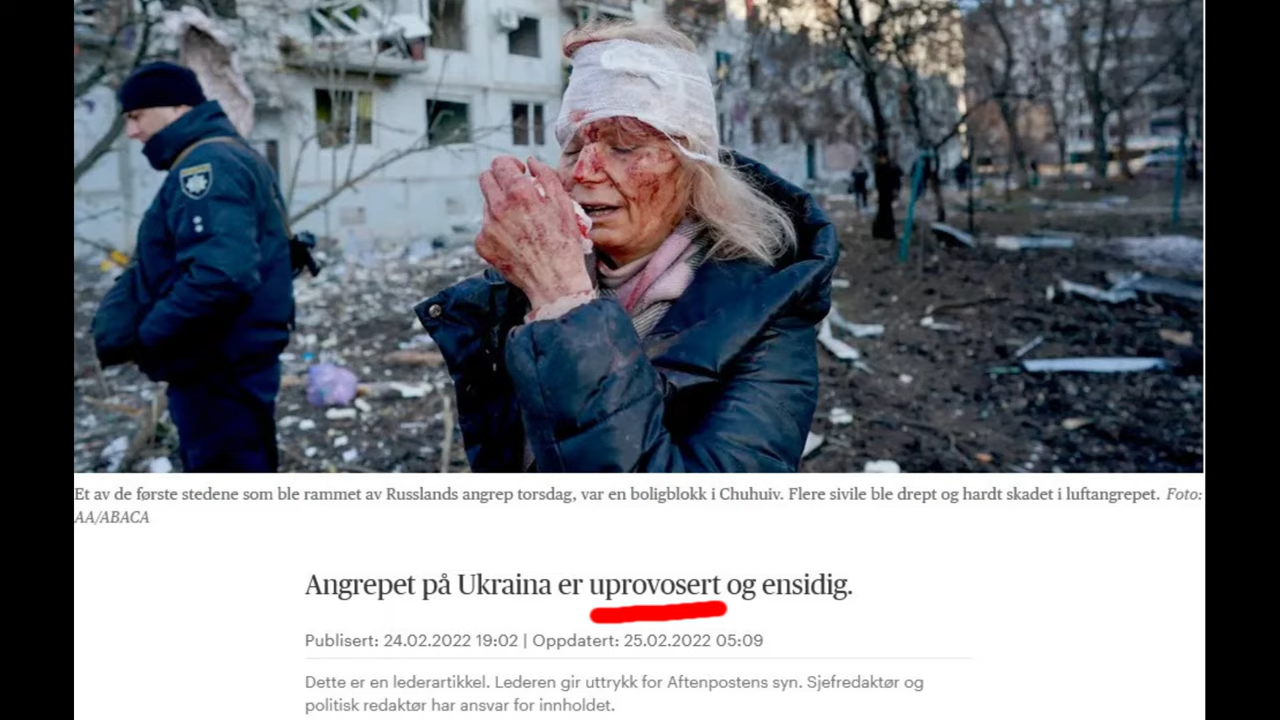 Et av de første stedene som ble rammet av Russlands angrep torsdag, var en boligblokk i Chuhuiv. Flere sivile ble drept og hardt skadet i luftangrepet. Foto:
AA/ABACA
Angrepet på Ukraina er uprovosert og ensidig.
Publisert: 24.02.2022 19:02 | Oppdatert: 25.02.2022 05:09
Dette er en lederartikkel. Lederen gir uttrykk for Aftenpostens syn. Sjefredaktør og
politisk redaktør har ansvar for innholdet.